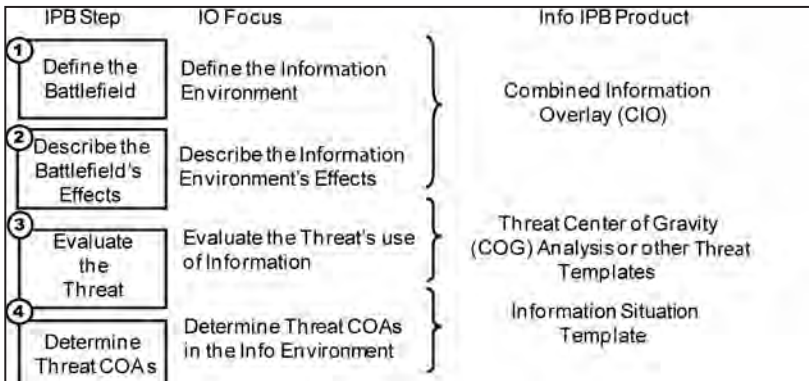 IPB Step IO Focus Info IPB Product
1
Define the
Battlefield
Define the Information
Environment
Combined Information
Overlay (CIO)
2
Describe the
Battlefield's
Effects
Describe the Information
Environment's Effects
3
Evaluate
the
Threat
Evaluate the Threat's use
of Information
Threat Center of Gravity
(COG) Analysis or other Threat
Templates
4
Determine
Threat COAs
Determine Threat COAs
in the Info Environment
Information Situation
Template